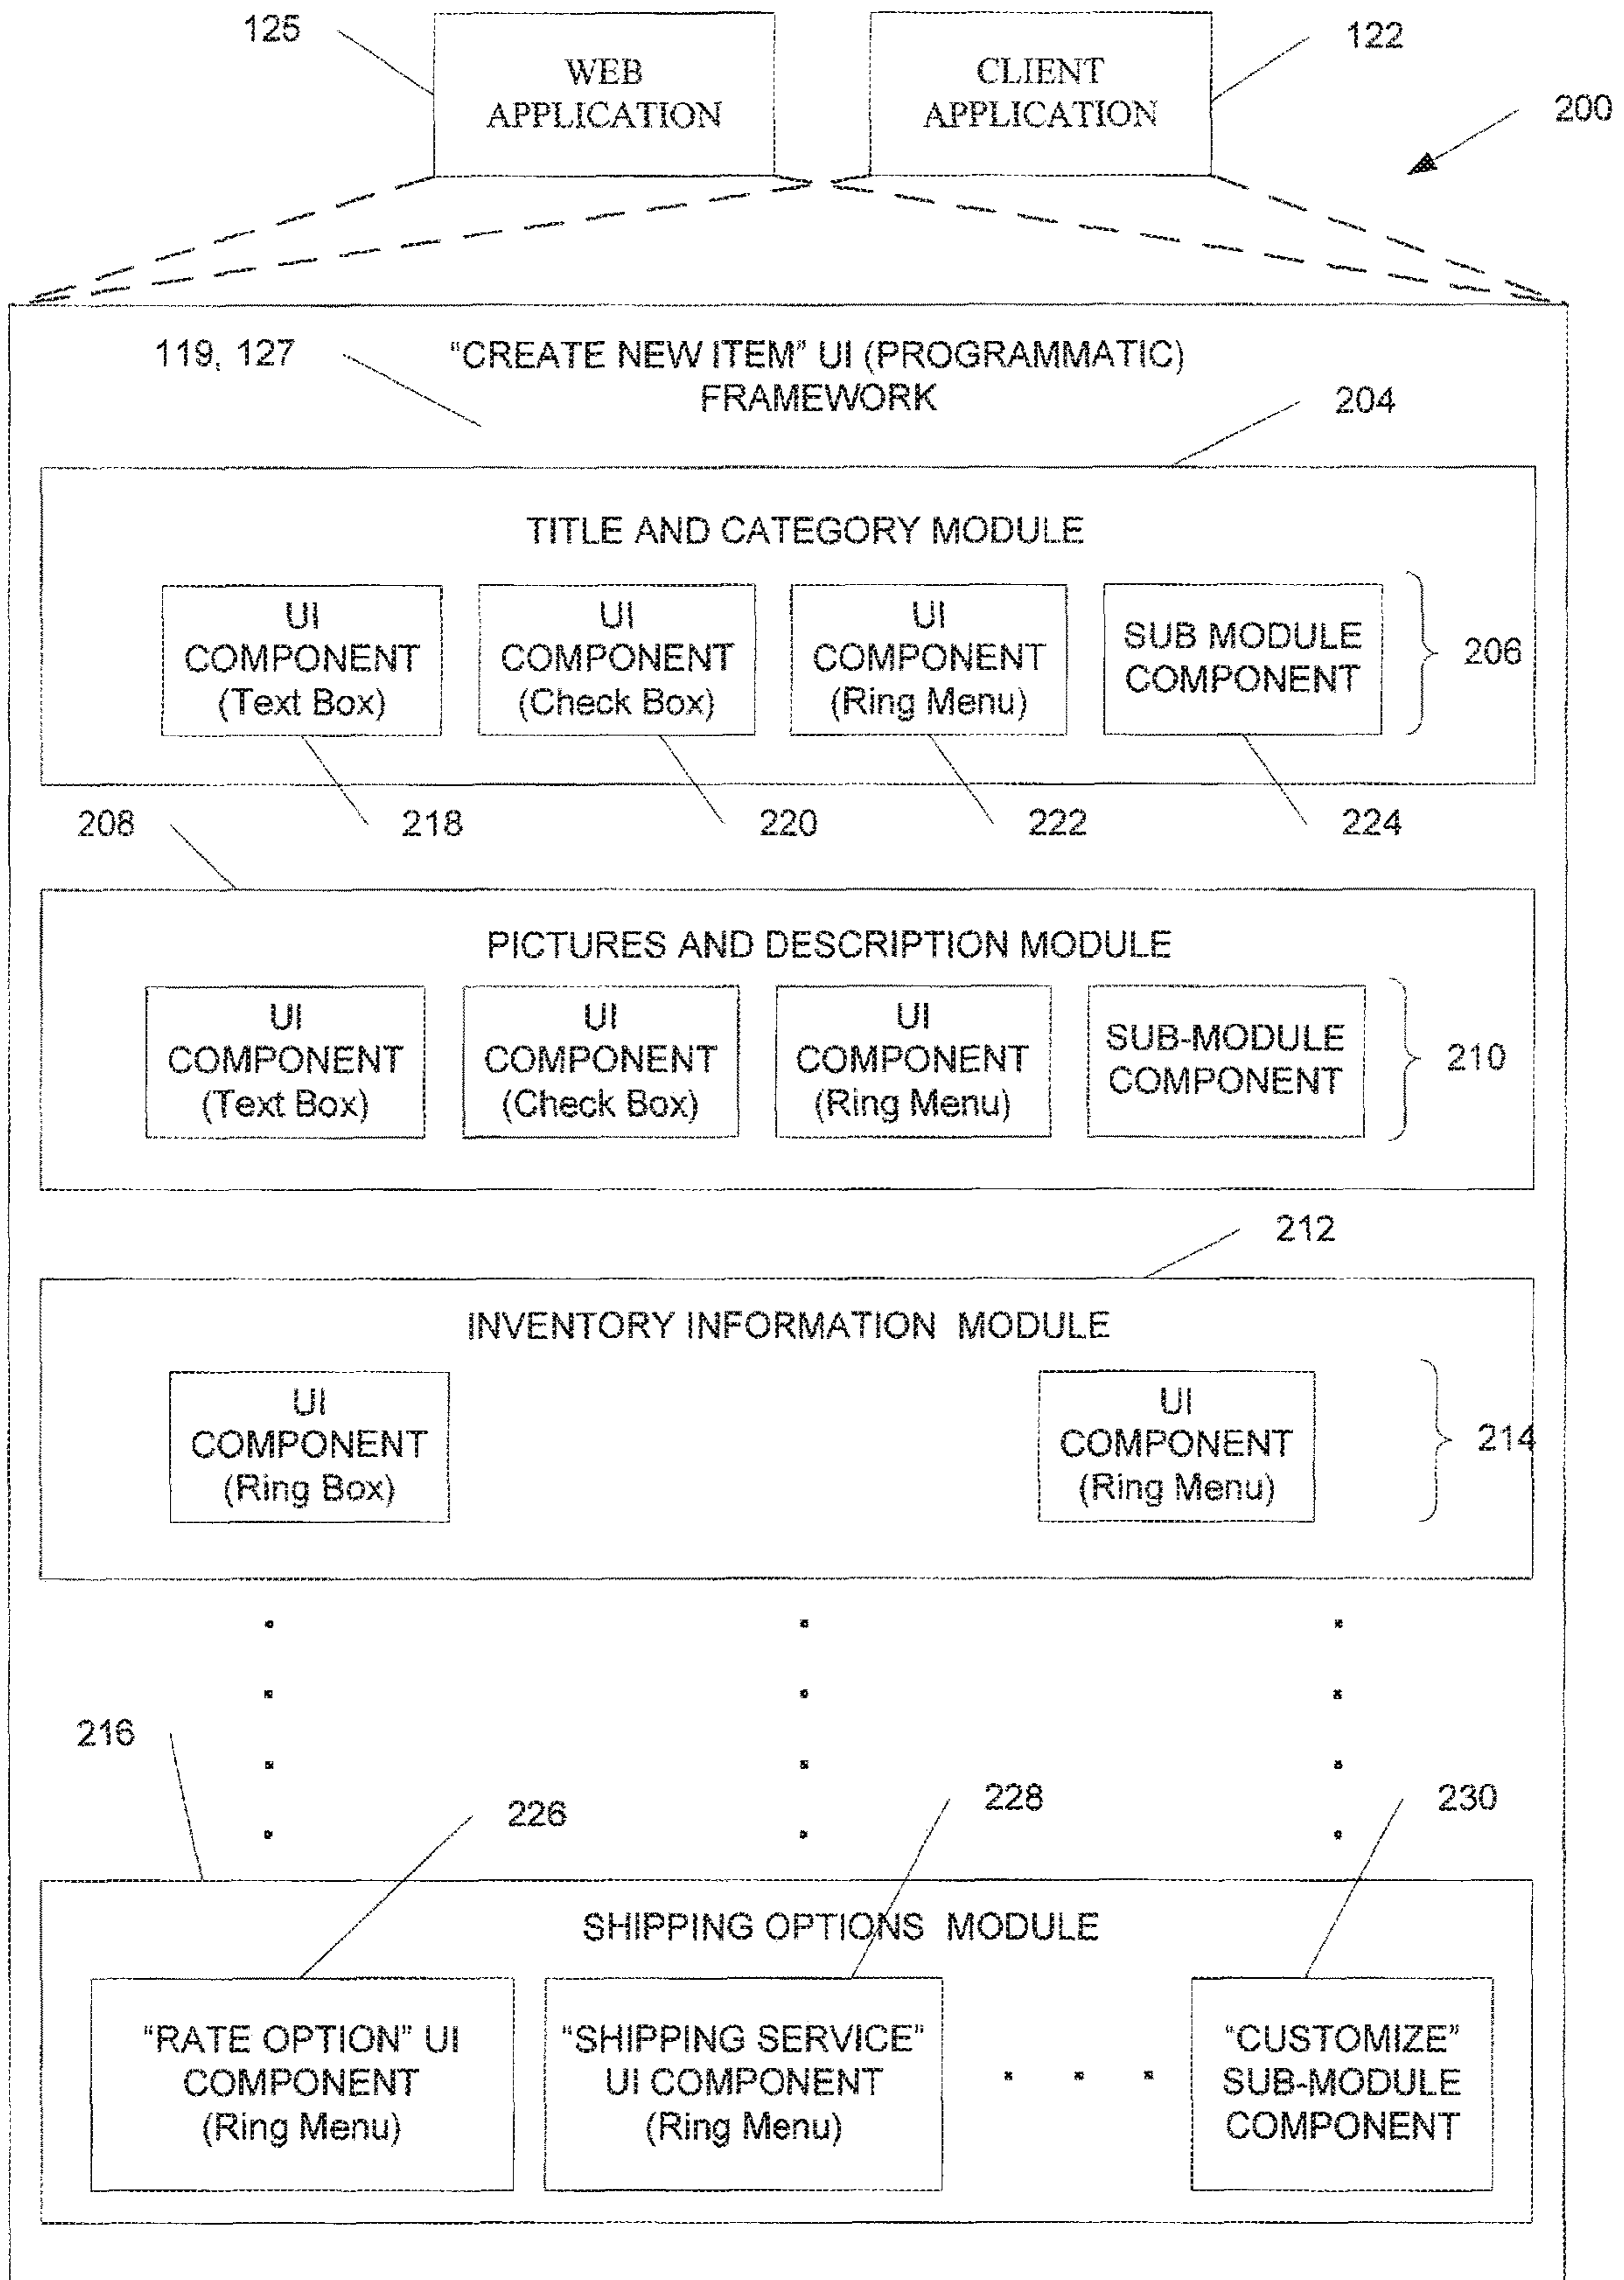 125
WEB
APPLICATION
CLIENT
APPLICATION
122
200
119, 127
“CREATE NEW ITEM” UI (PROGRAMMATIC)
FRAMEWORK
204
TITLE AND CATEGORY MODULE
UI
COMPONENT
(Text Box)
UI
COMPONENT
(Check Box)
UI
COMPONENT
(Ring Menu)
SUB MODULE
COMPONENT
206
208
218
220
222
224
PICTURES AND DESCRIPTION MODULE
UI
COMPONENT
(Text Box)
UI
COMPONENT
(Check Box)
UI
COMPONENT
(Ring Menu)
SUB-MODULE
COMPONENT
210
212
INVENTORY INFORMATION MODULE
UI
COMPONENT
(Ring Box)
UI
COMPONENT
(Ring Menu)
214
216
226
228
230
SHIPPING OPTIONS MODULE
“RATE OPTION” UI
COMPONENT
(Ring Menu)
“SHIPPING SERVICE”
UI COMPONENT
(Ring Menu)
“CUSTOMIZE”
SUB-MODULE
COMPONENT